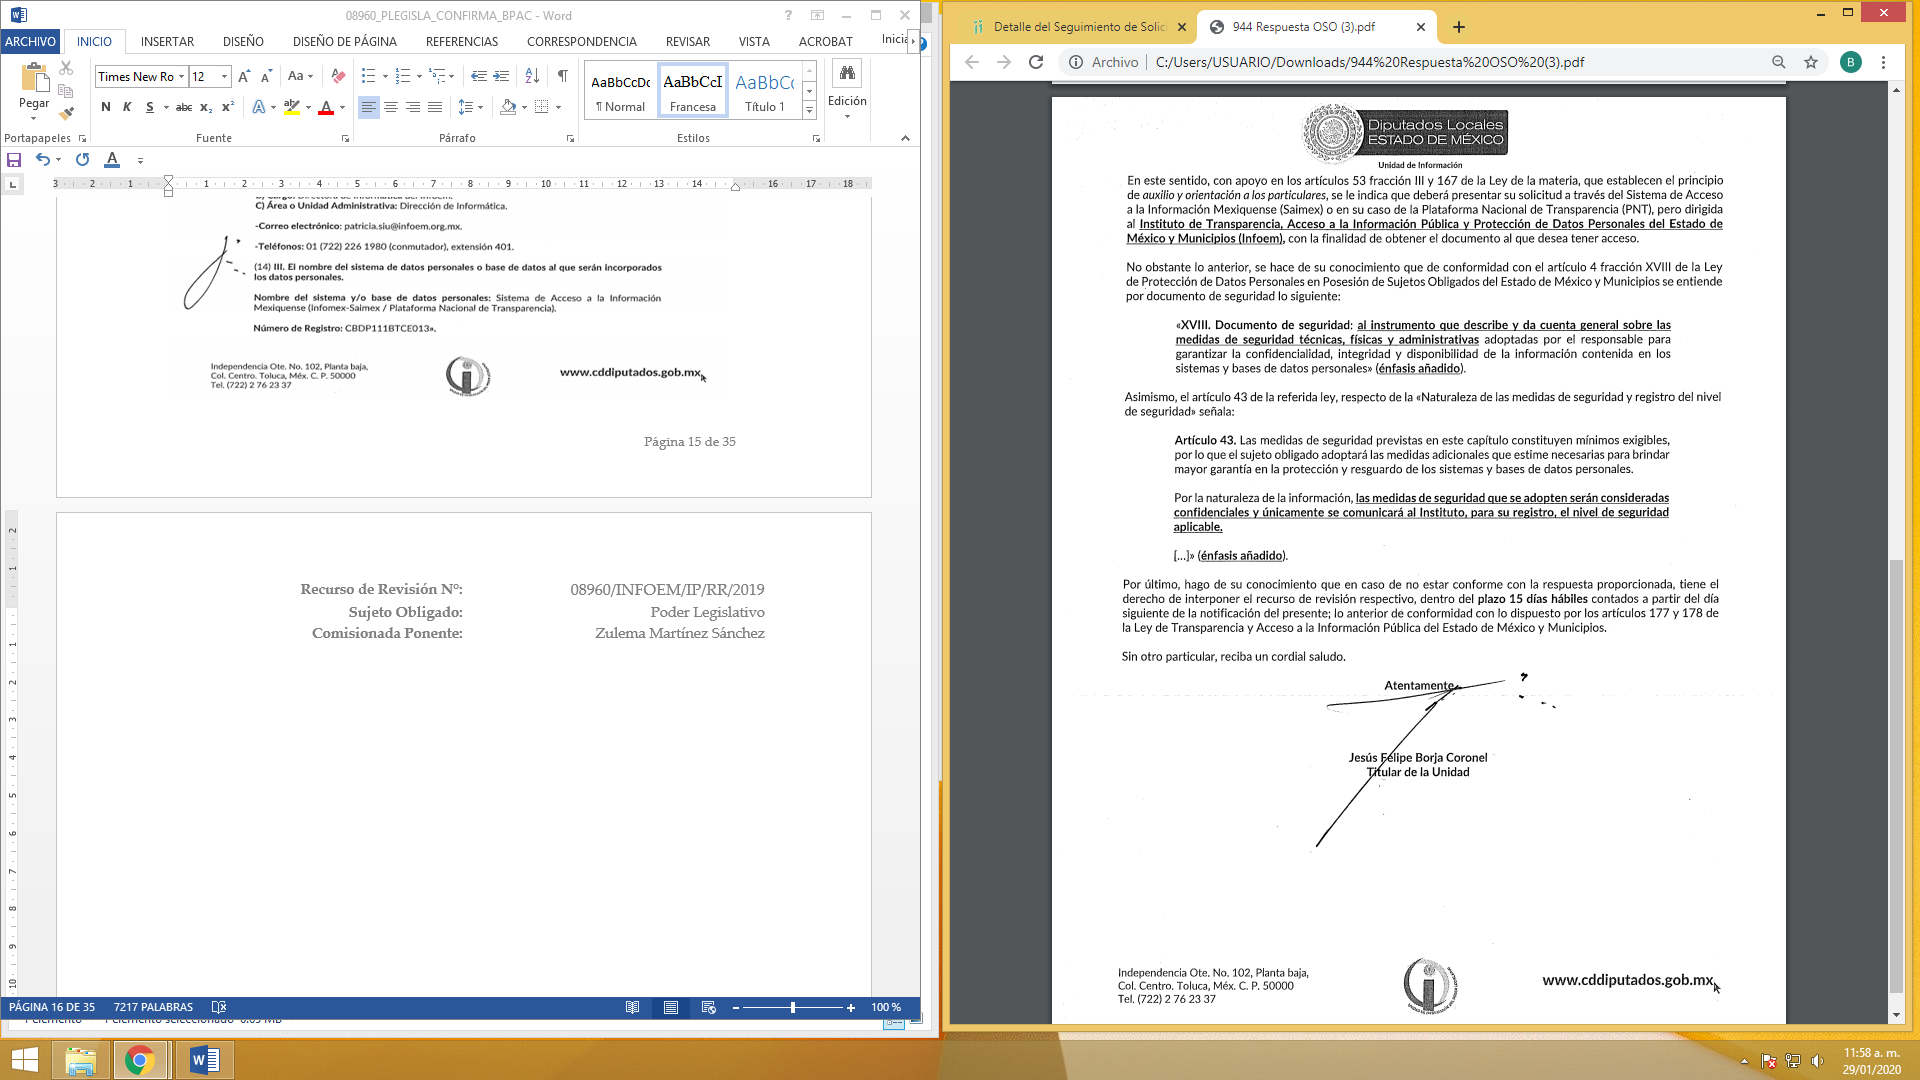 08960_PLEGISLA_CONFIRMA_BPAC - Word
ARCHIVO INICIO INSERTAR DISEÑO DISEÑO DE PÁGINA REFERENCIAS CORRESPONDENCIA REVISAR VISTA ACROBAT Inicia
Pegar
Times New Ro 12
N K S abc x₂ x²
AaBbCcDc AaBbCcI AaBbCc
¶ Normal Francesa Título 1
Edición
Portapapeles Fuente Párrafo Estilos
3 2 1 1 2 3 4 5 6 7 8 9 10 11 12 13 14 16 17 18
C) Área o Unidad Administrativa: Dirección de Informática.
-Correo electrónico: patricia.siu@infoem.org.mx.
-Teléfonos: 01 (722) 226 1980 (conmutador), extensión 401.
(14) III. El nombre del sistema de datos personales o base de datos al que serán incorporados
los datos personales.
Nombre del sistema y/o base de datos personales: Sistema de Acceso a la Información
Mexiquense (Infomex-Saimex / Plataforma Nacional de Transparencia).
Número de Registro: CBDP111BTCE013».
Independencia Ote. No. 102, Planta baja,
Col. Centro. Toluca, Méx. C. P. 50000
Tel. (722) 2 76 23 37
www.cddiputados.gob.mx
Página 15 de 35
Recurso de Revisión N°: 08960/INFOEM/IP/RR/2019
Sujeto Obligado: Poder Legislativo
Comisionada Ponente: Zulema Martínez Sánchez
PÁGINA 16 DE 35 7217 PALABRAS 100 %
Detalle del Seguimiento de Solic
944 Respuesta OSO (3).pdf
Archivo C:/Users/USUARIO/Downloads/944%20Respuesta%20OSO%20(3).pdf
B
Diputados Locales
ESTADO DE MÉXICO
Unidad de Información
En este sentido, con apoyo en los artículos 53 fracción III y 167 de la Ley de la materia, que establecen el principio
de auxilio y orientación a los particulares, se le indica que deberá presentar su solicitud a través del Sistema de Acceso
a la Información Mexiquense (Saimex) o en su caso de la Plataforma Nacional de Transparencia (PNT), pero dirigida
al Instituto de Transparencia, Acceso a la Información Pública y Protección de Datos Personales del Estado de
México y Municipios (Infoem), con la finalidad de obtener el documento al que desea tener acceso.
No obstante lo anterior, se hace de su conocimiento que de conformidad con el artículo 4 fracción XVIII de la Ley
de Protección de Datos Personales en Posesión de Sujetos Obligados del Estado de México y Municipios se entiende
por documento de seguridad lo siguiente:
«XVIII. Documento de seguridad: al instrumento que describe y da cuenta general sobre las
medidas de seguridad técnicas, físicas y administrativas adoptadas por el responsable para
garantizar la confidencialidad, integridad y disponibilidad de la información contenida en los
sistemas y bases de datos personales» (énfasis añadido).
Asimismo, el artículo 43 de la referida ley, respecto de la «Naturaleza de las medidas de seguridad y registro del nivel
de seguridad» señala:
Artículo 43. Las medidas de seguridad previstas en este capítulo constituyen mínimos exigibles,
por lo que el sujeto obligado adoptará las medidas adicionales que estime necesarias para brindar
mayor garantía en la protección y resguardo de los sistemas y bases de datos personales.
Por la naturaleza de la información, las medidas de seguridad que se adopten serán consideradas
confidenciales y únicamente se comunicará al Instituto, para su registro, el nivel de seguridad
aplicable.
[...]» (énfasis añadido).
Por último, hago de su conocimiento que en caso de no estar conforme con la respuesta proporcionada, tiene el
derecho de interponer el recurso de revisión respectivo, dentro del plazo 15 días hábiles contados a partir del día
siguiente de la notificación del presente; lo anterior de conformidad con lo dispuesto por los artículos 177 y 178 de
la Ley de Transparencia y Acceso a la Información Pública del Estado de México y Municipios.
Sin otro particular, reciba un cordial saludo.
Atentamente
Jesús Felipe Borja Coronel
Titular de la Unidad
Independencia Ote. No. 102, Planta baja,
Col. Centro. Toluca, Méx. C. P. 50000
Tel. (722) 2 76 23 37
www.cddiputados.gob.mx
11:58 a. m.
29/01/2020